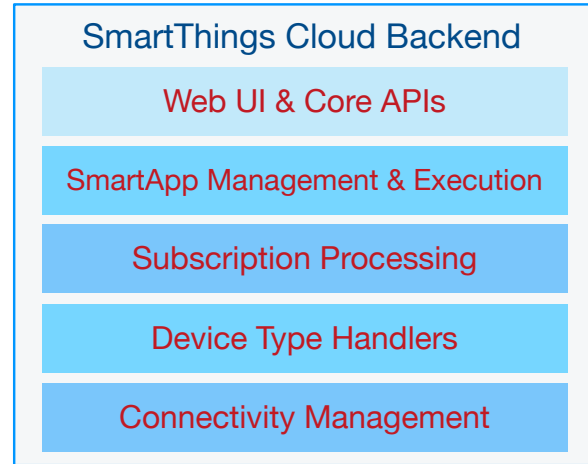 SmartThings Cloud Backend
Web UI & Core APIs
SmartApp Management & Execution
Subscription Processing
Device Type Handlers
Connectivity Management